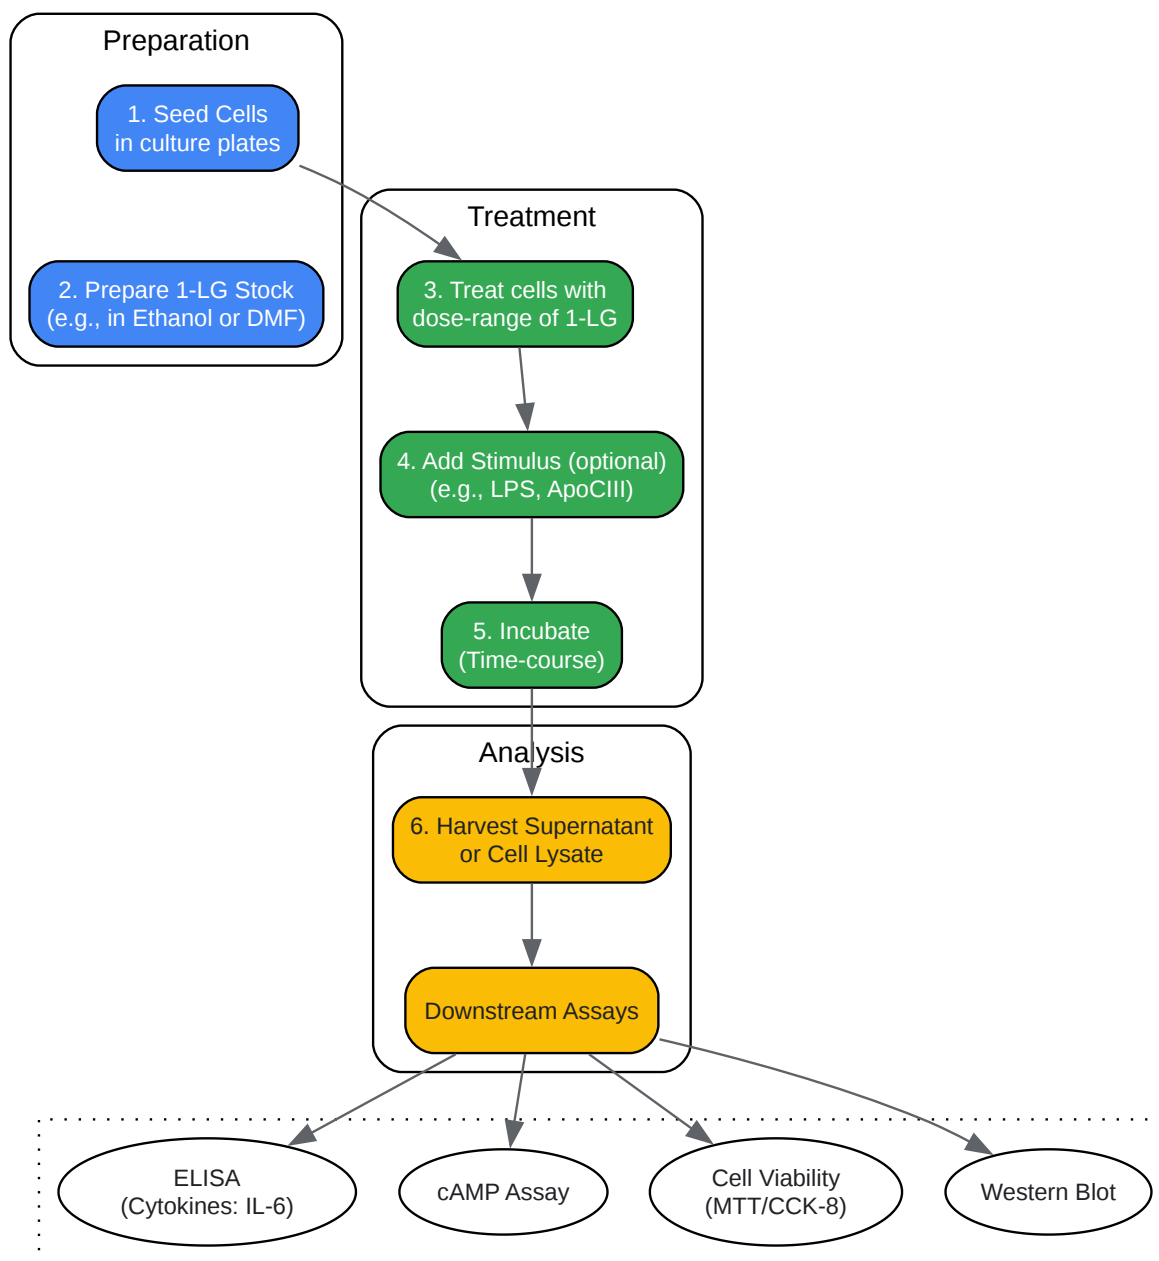 Preparation
1. Seed Cells
in culture plates
2. Prepare 1-LG Stock
(e.g., in Ethanol or DMF)
Treatment
3. Treat cells with
dose-range of 1-LG
4. Add Stimulus (optional)
(e.g., LPS, ApoCIII)
5. Incubate
(Time-course)
Analysis
6. Harvest Supernatant
or Cell Lysate
Downstream Assays
ELISA
(Cytokines: IL-6)
cAMP Assay
Cell Viability
(MTT/CCK-8)
Western Blot